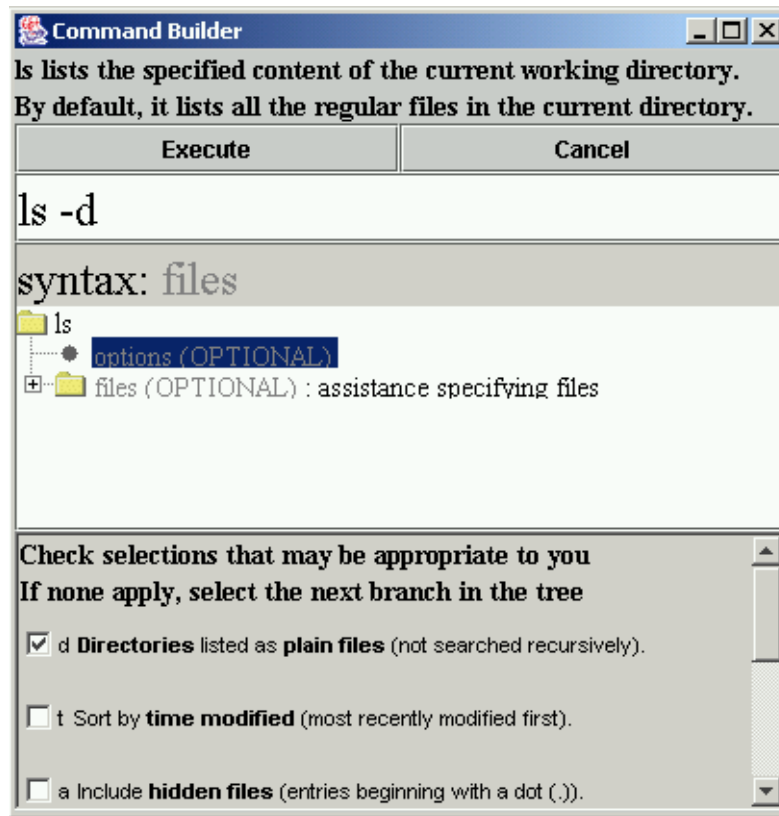 Command Builder
ls lists the specified content of the current working directory.
By default, it lists all the regular files in the current directory.
Execute Cancel
ls -d
syntax: files
ls
options (OPTIONAL)
files (OPTIONAL) : assistance specifying files
Check selections that may be appropriate to you
If none apply, select the next branch in the tree
d Directories listed as plain files (not searched recursively).
t Sort by time modified (most recently modified first).
a Include hidden files (entries beginning with a dot (.)).